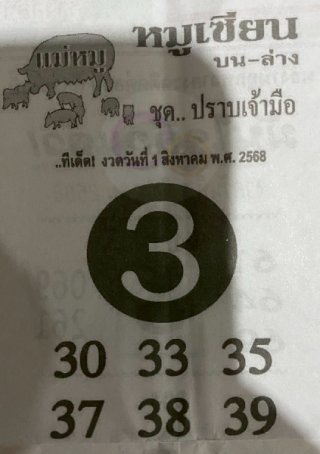 หมูเซียน
แม่หมู
บน-ล่าง
ชุด.. ปราบเจ้ามือ
..ทีเด็ด! งวดวันที่ 1 สิงหาคม พ.ศ. 2568
3
30 33 35
37 38 39